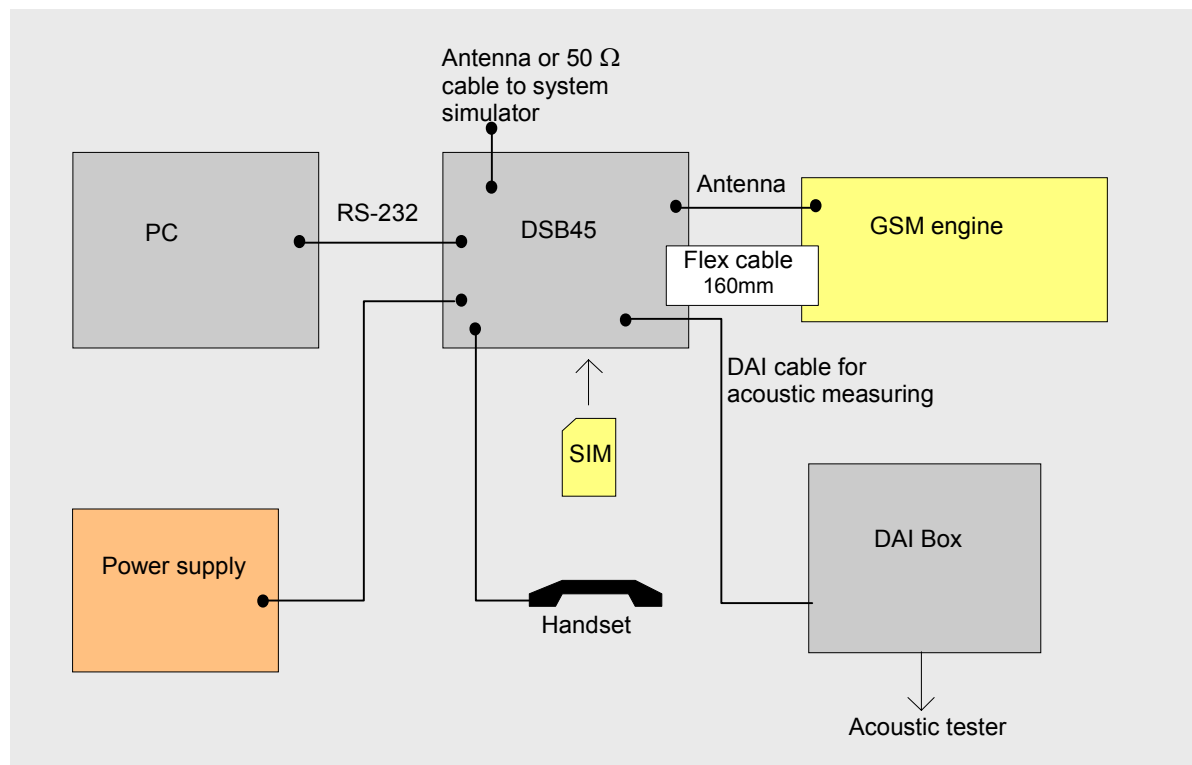 Antenna or 50 Ω
cable to system
simulator
PC
RS-232
DSB45
Antenna
GSM engine
Flex cable
160mm
DAI cable for
acoustic measuring
SIM
Power supply
Handset
DAI Box
Acoustic tester